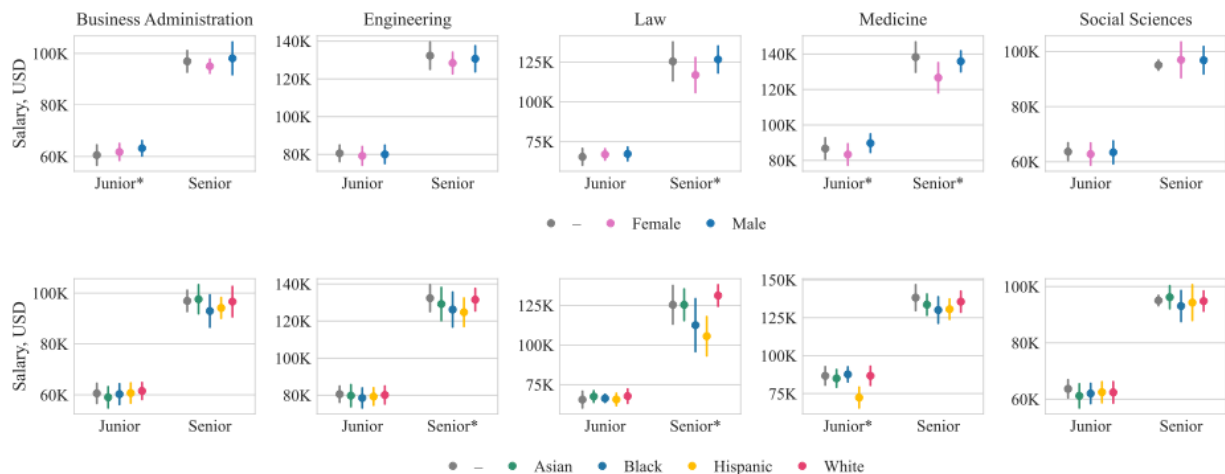 Business Administration Engineering Law Medicine Social Sciences
Salary, USD
100K
80K
60K
Junior* Senior
140K
120K
100K
80K
Junior Senior
125K
100K
75K
Junior Senior*
140K
120K
100K
80K
Junior* Senior*
100K
80K
60K
Junior Senior
– Female Male
Salary, USD
100K
80K
60K
Junior Senior
140K
120K
100K
80K
Junior Senior*
125K
100K
75K
Junior Senior*
150K
125K
100K
75K
Junior* Senior
100K
80K
60K
Junior Senior
– Asian Black Hispanic White